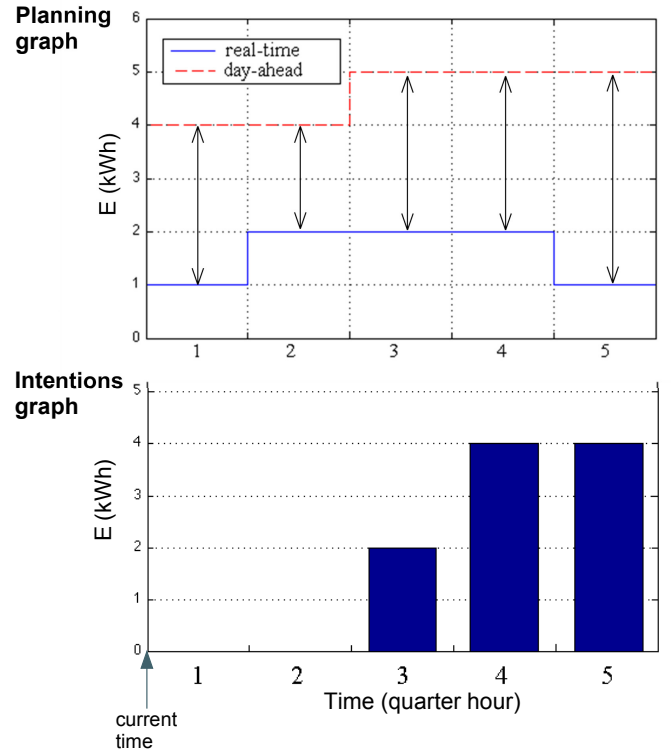 Planning
graph
6
5
4
3
2
1
0
E (kWh)
real-time
day-ahead
1 2 3 4 5
Intentions
graph
5
4
3
2
1
0
E (kWh)
1 2 3 4 5
Time (quarter hour)
current
time